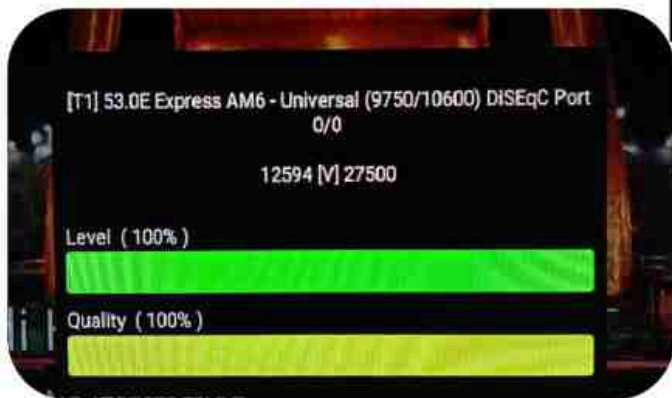 [T1] 53.0E Express AM6 - Universal (9750/10600) DiSEqC Port
0/0
12594 [V] 27500
Level ( 100% )
Quality ( 100% )